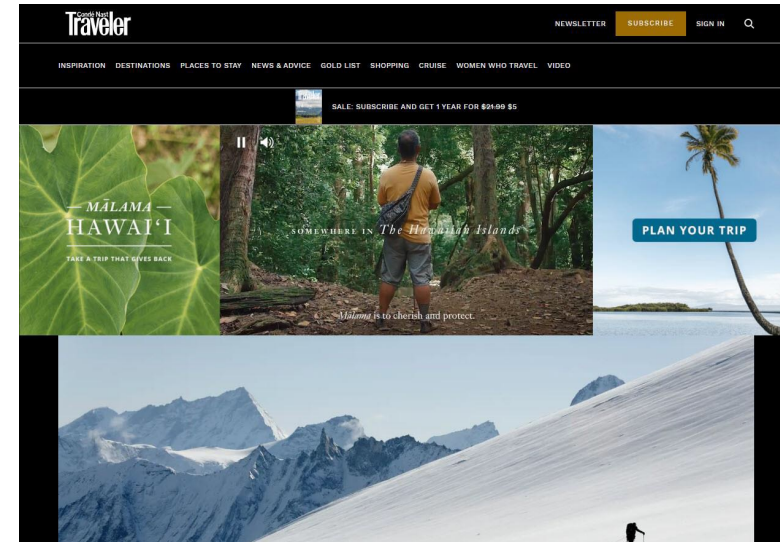 Condé Nast
Traveler
NEWSLETTER SUBSCRIBE SIGN IN
INSPIRATION DESTINATIONS PLACES TO STAY NEWS & ADVICE GOLD LIST SHOPPING CRUISE WOMEN WHO TRAVEL VIDEO
SALE: SUBSCRIBE AND GET 1 YEAR FOR $21.99 $5
MĀLAMA
HAWAIʻI
TAKE A TRIP THAT GIVES BACK
SOMEWHERE IN The Hawaiian Islands
Mālama is to cherish and protect.
PLAN YOUR TRIP